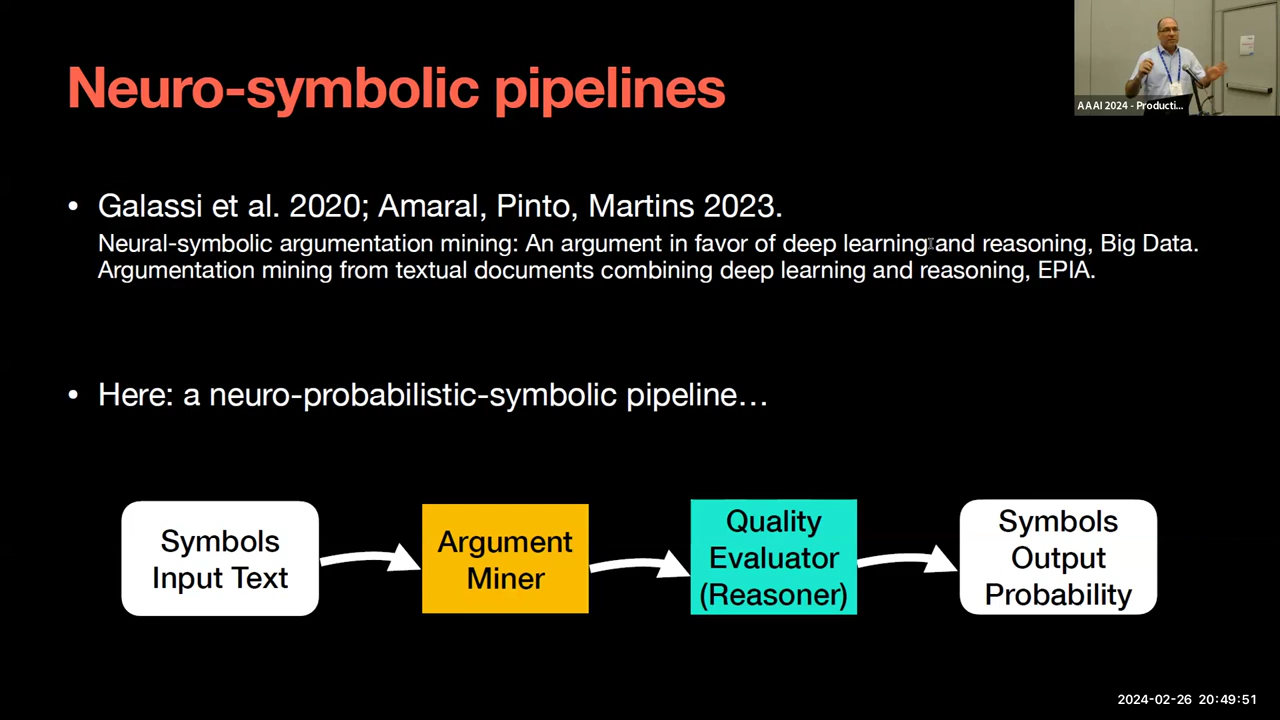 Neuro-symbolic pipelines
AAAI 2024 - Producti...
• Galassi et al. 2020; Amaral, Pinto, Martins 2023.
Neural-symbolic argumentation mining: An argument in favor of deep learning and reasoning, Big Data.
Argumentation mining from textual documents combining deep learning and reasoning, EPIA.
• Here: a neuro-probabilistic-symbolic pipeline…
Symbols
Input Text
Argument
Miner
Quality
Evaluator
(Reasoner)
Symbols
Output
Probability
2024-02-26 20:49:51